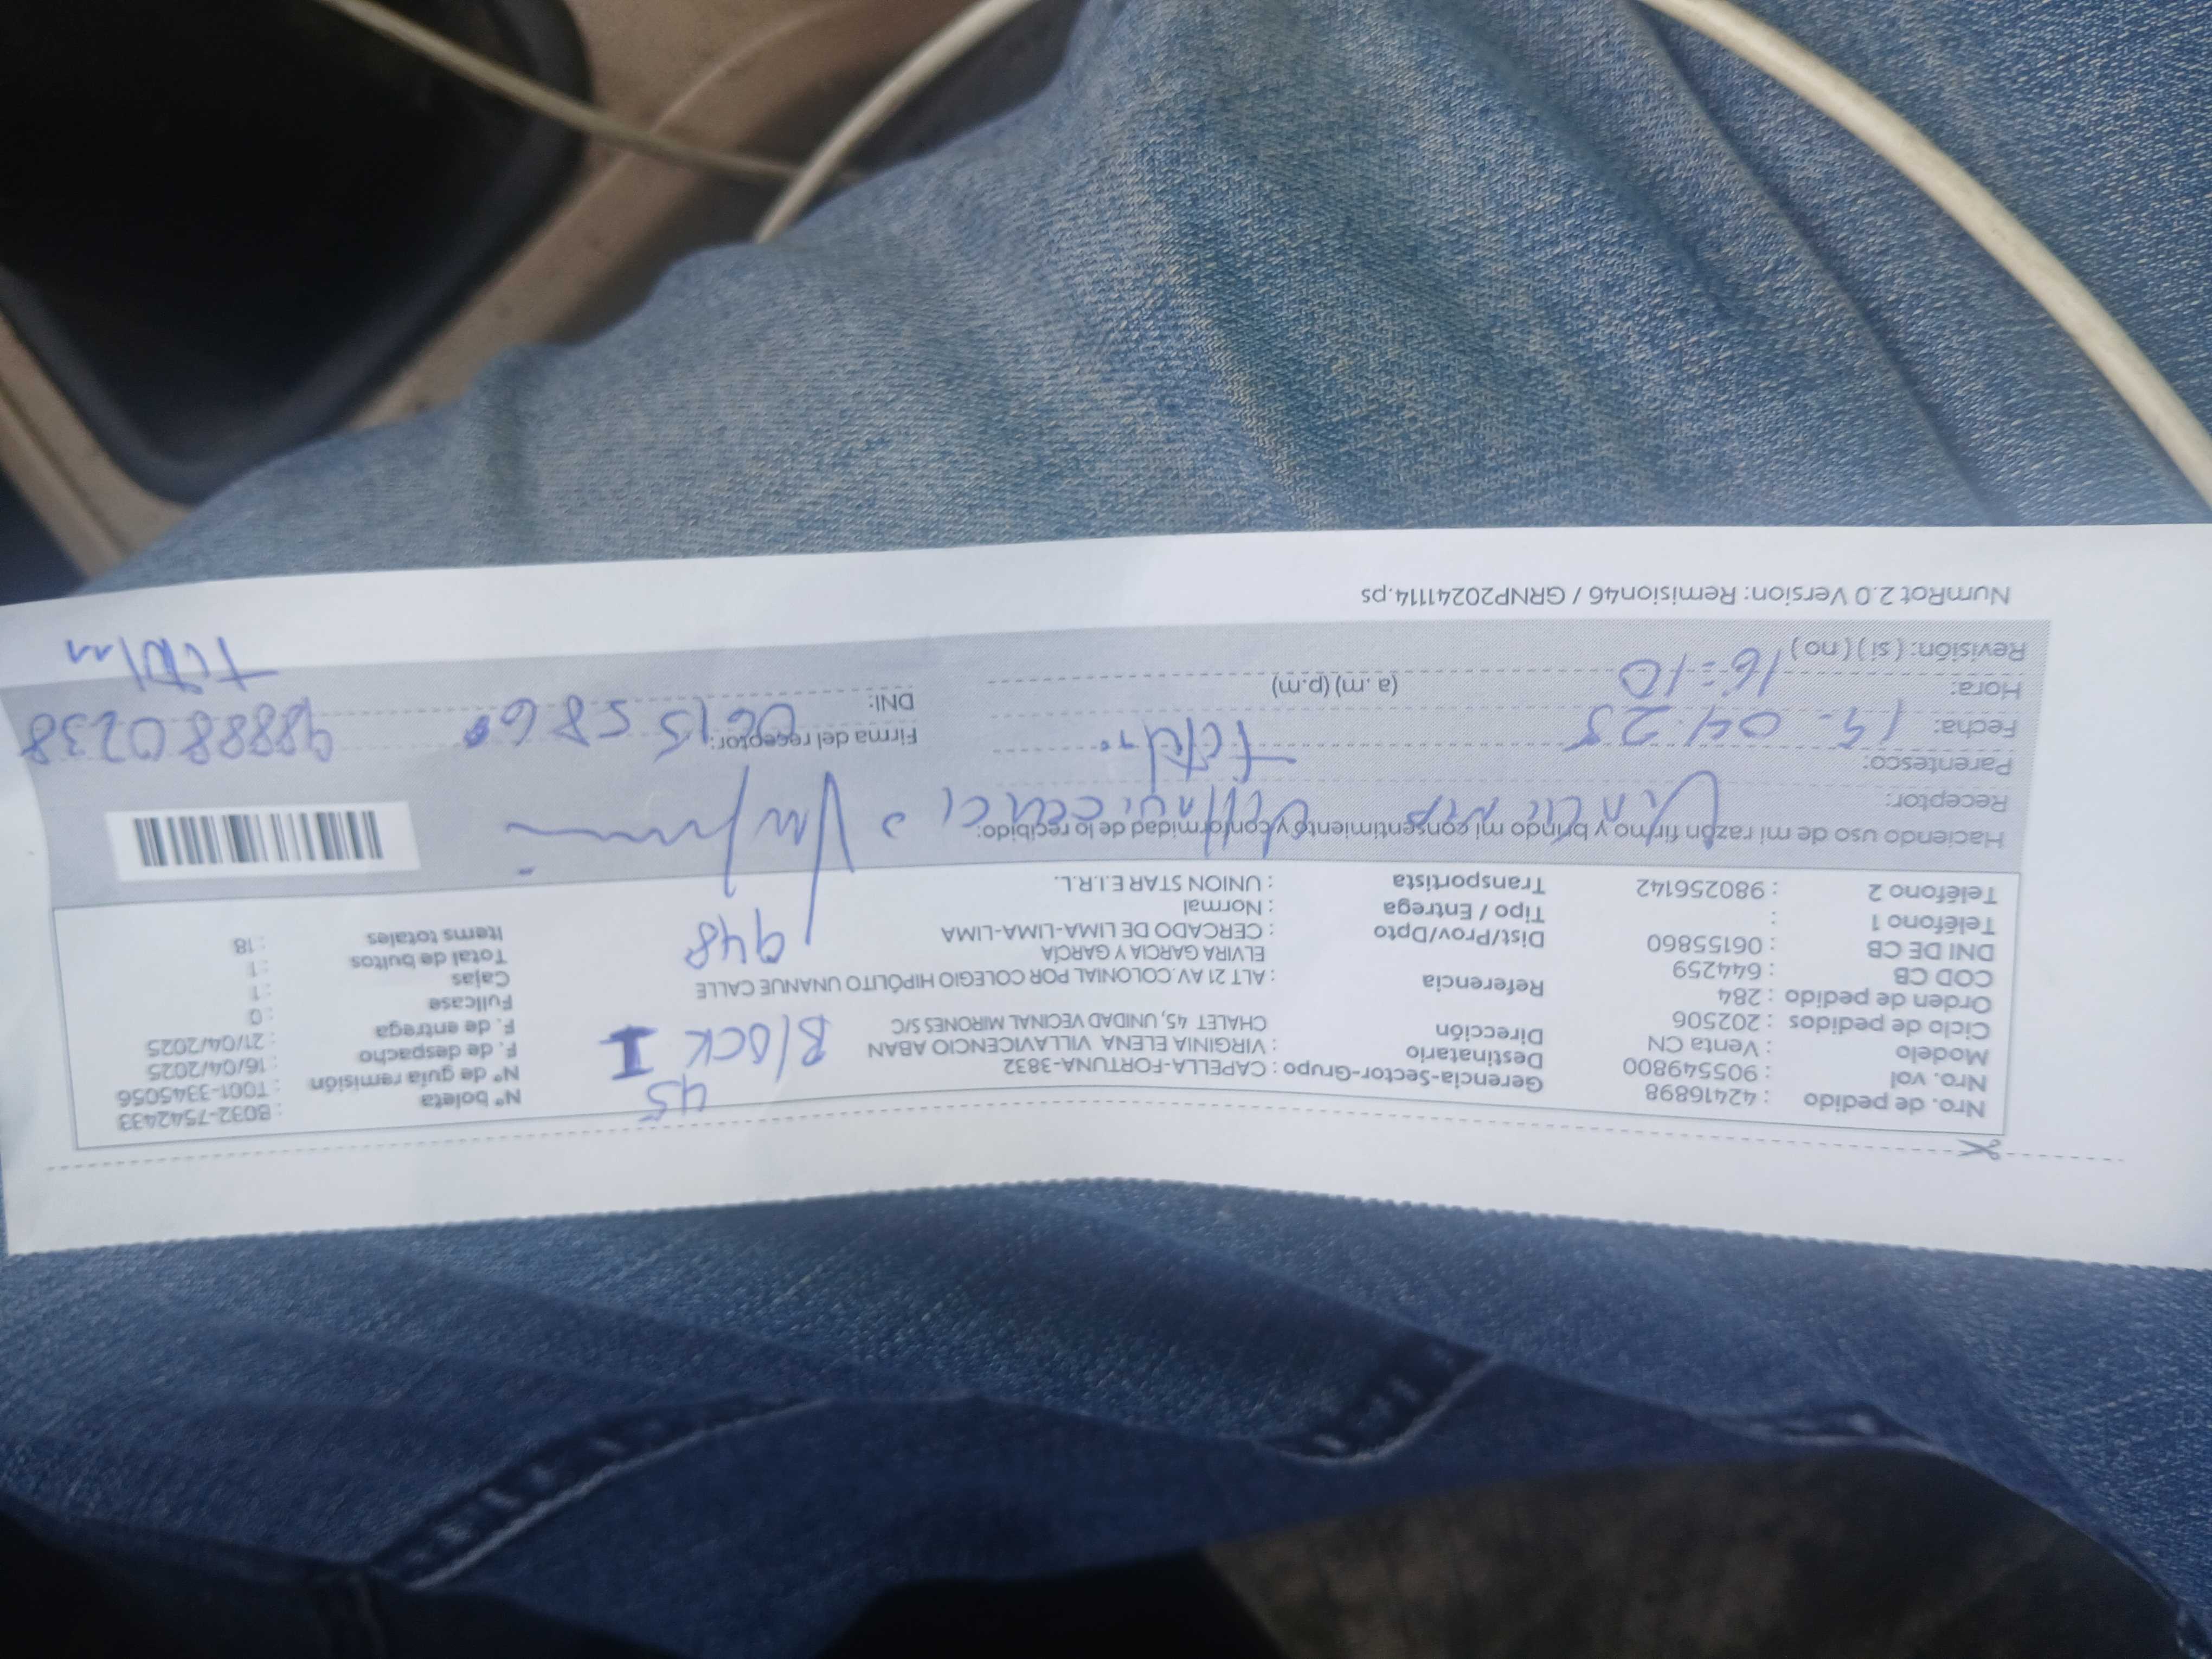 Nro. de pedido : 42416898
Nro. vol : 905549800
Modelo : Venta CN
Ciclo de pedidos : 202506
Orden de pedido : 284
COD CB : 644259
DNI DE CB : 06155860
Teléfono 1 :
Teléfono 2 : 980256142
Gerencia-Sector-Grupo : CAPELLA-FORTUNA-3832
Destinatario : VIRGINIA ELENA VILLAVICENCIO ABAN
Dirección CHALET 45, UNIDAD VECINAL MIRONES S/C
Referencia : ALT 21 AV. COLONIAL POR COLEGIO HIPÓLITO UNANUE CALLE
ELVIRA GARCIA Y GARCÍA
Dist/Prov/Dpto : CERCADO DE LIMA-LIMA-LIMA
Tipo / Entrega : Normal
Transportista : UNION STAR E.I.R.L.
45
Block I
948
N° boleta : B032-7542433
N° de guía remisión : T001-3345056
F. de despacho : 16/04/2025
F. de entrega : 21/04/2025
Fullcase : 0
Cajas : 1
Total de bultos : 1
Items totales : 18
Haciendo uso de mi razón firmo y brindo mi consentimiento y conformidad de lo recibido:
Receptor:
Parentesco:
Fecha: 04.25
Hora: 16:10 (a.m) (p.m)
Revisión: ( si ) ( no )
Firma del receptor:
DNI: 06155860
988880238
NumRot 2.0 Version: Remision46 / GRNP20241114.ps